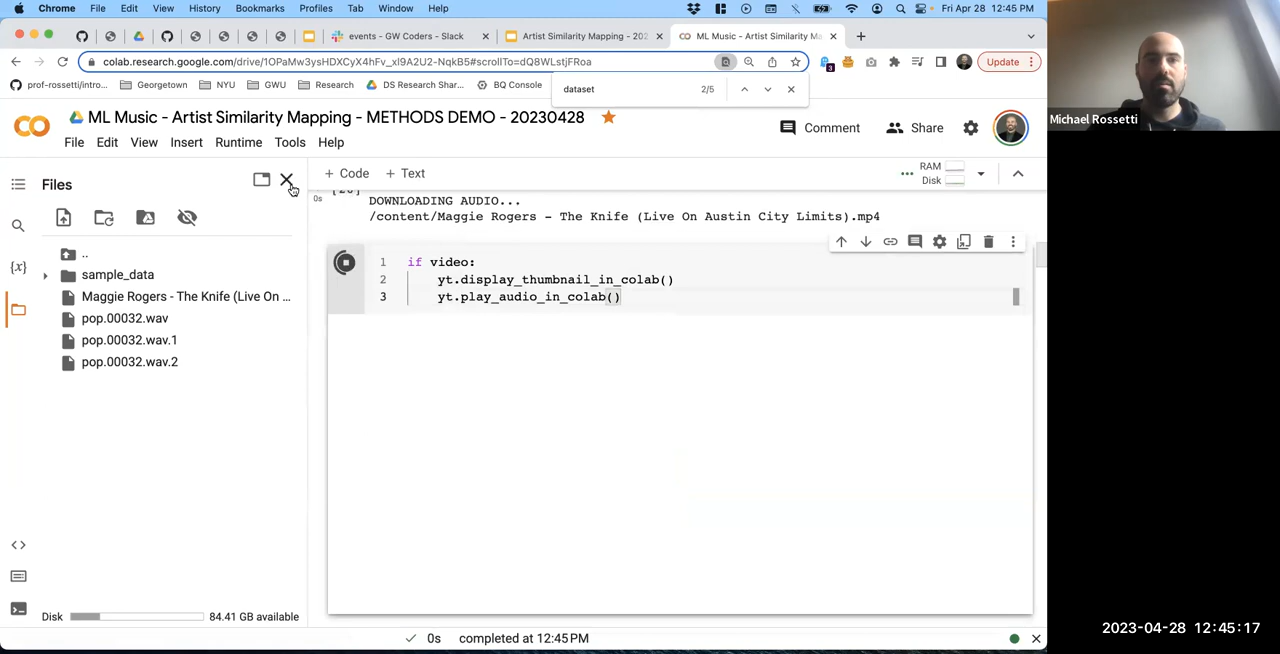 Chrome File Edit View History Bookmarks Profiles Tab Window Help Fri Apr 28 12:45 PM
events - GW Coders - Slack
Artist Similarity Mapping - 202
ML Music - Artist Similarity Ma
colab.research.google.com/drive/1OPaMw3ysHDXCyX4hFv_xI9A2U2-NqkB5#scrollTo=dQ8WLstjFRoa
3
Update
prof-rossetti/intro... Georgetown NYU GWU Research DS Research Shar... BQ Console
dataset 2/5
ML Music - Artist Similarity Mapping - METHODS DEMO - 20230428
Comment Share
File Edit View Insert Runtime Tools Help
Files
+ Code + Text
RAM
Disk
..
sample_data
Maggie Rogers - The Knife (Live On ...
pop.00032.wav
pop.00032.wav.1
pop.00032.wav.2
Disk 84.41 GB available
0s
DOWNLOADING AUDIO...
/content/Maggie Rogers - The Knife (Live On Austin City Limits).mp4
1 if video:
2 yt.display_thumbnail_in_colab()
3 yt.play_audio_in_colab()
0s completed at 12:45 PM
Michael Rossetti
2023-04-28 12:45:17